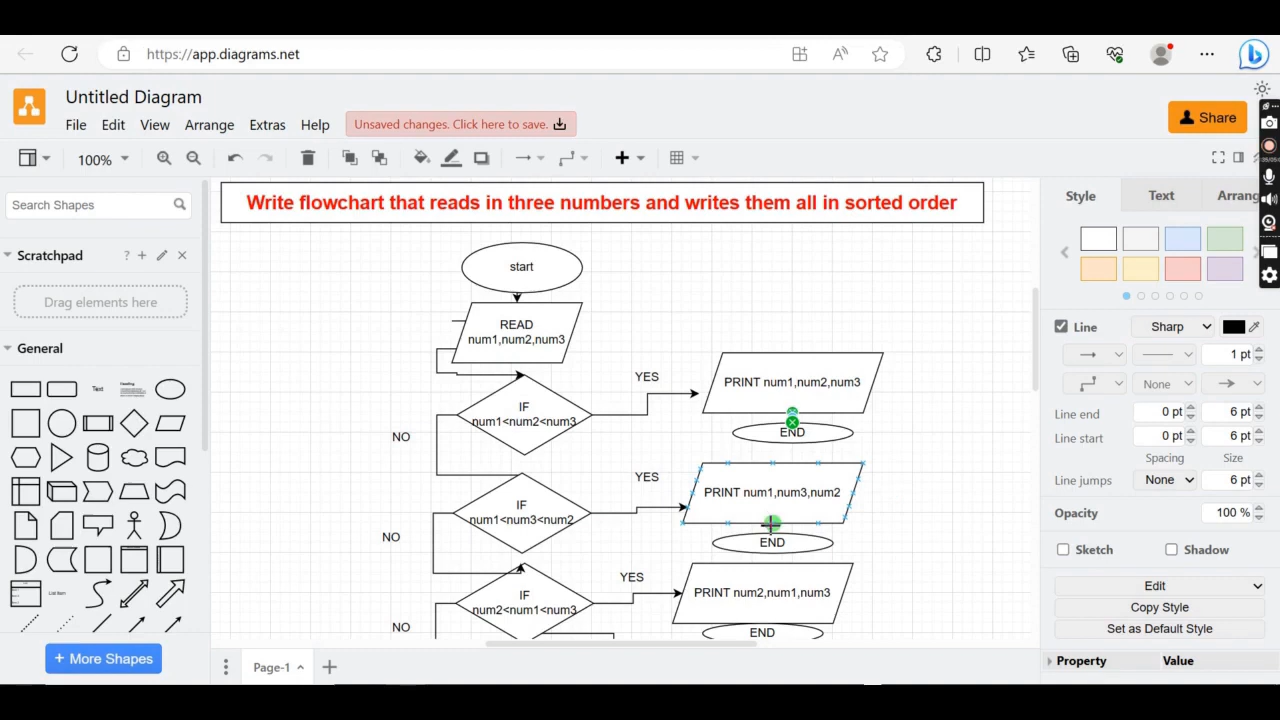 https://app.diagrams.net
Untitled Diagram
File Edit View Arrange Extras Help Unsaved changes. Click here to save.
Share
100%
Search Shapes
Scratchpad
?
Drag elements here
General
Text
Heading
List Item
+ More Shapes
Write flowchart that reads in three numbers and writes them all in sorted order
start
READ
num1,num2,num3
YES
PRINT num1,num2,num3
IF
num1<num2<num3
NO
END
YES
PRINT num1,num3,num2
IF
num1<num3<num2
NO
END
YES
PRINT num2,num1,num3
IF
num2<num1<num3
NO
END
Page-1
Style Text Arrang
Line Sharp
1 pt
None
Line end 0 pt 6 pt
Line start 0 pt 6 pt
Spacing Size
Line jumps None 6 pt
Opacity 100 %
Sketch Shadow
Edit
Copy Style
Set as Default Style
Property Value